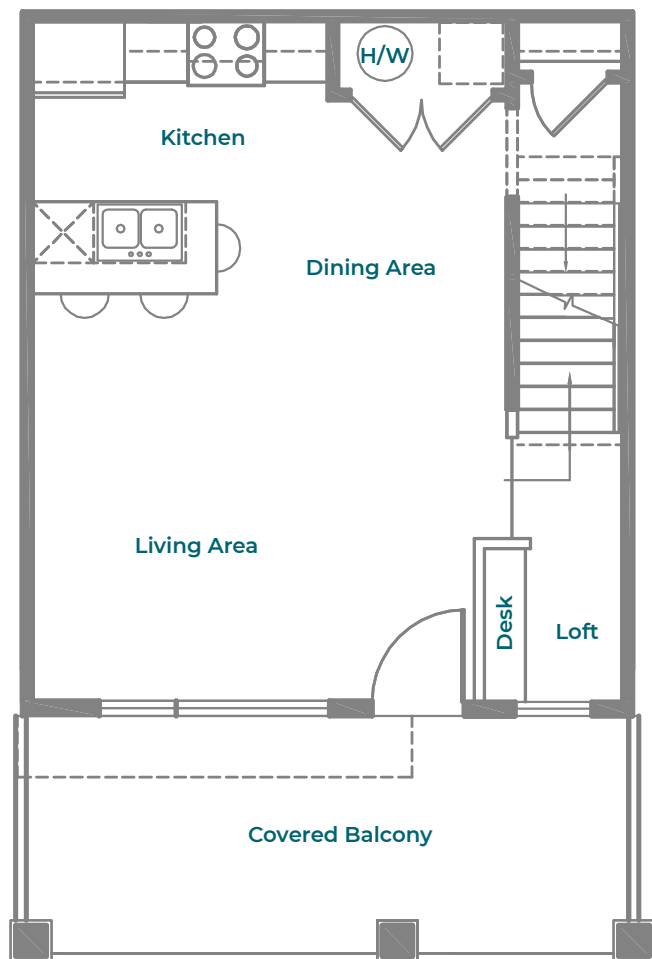 H/W
Kitchen
Dining Area
Living Area
Desk
Loft
Covered Balcony